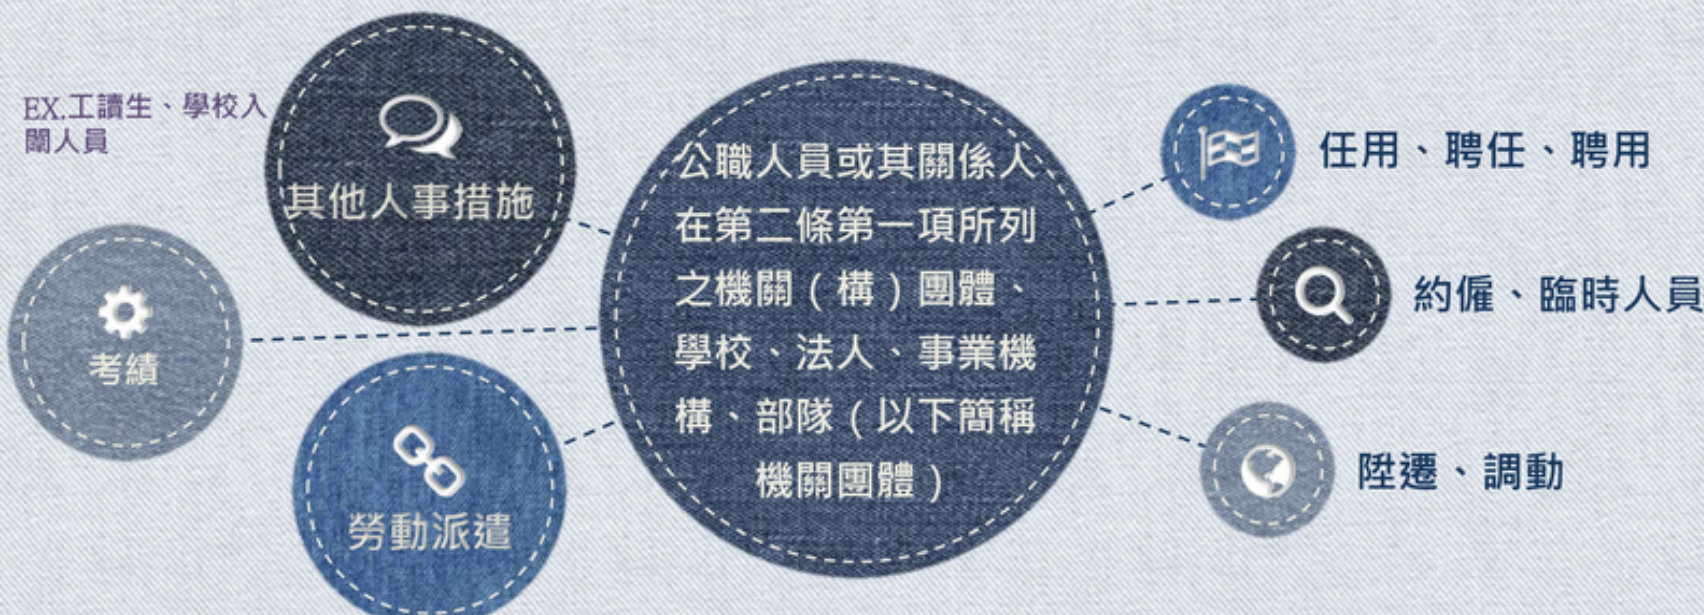 EX.工讀生、學校入
闈人員
其他人事措施
考績
勞動派遣
公職人員或其關係人
在第二條第一項所列
之機關（構）團體、
學校、法人、事業機
構、部隊（以下簡稱
機關團體）
任用、聘任、聘用
約僱、臨時人員
陞遷、調動